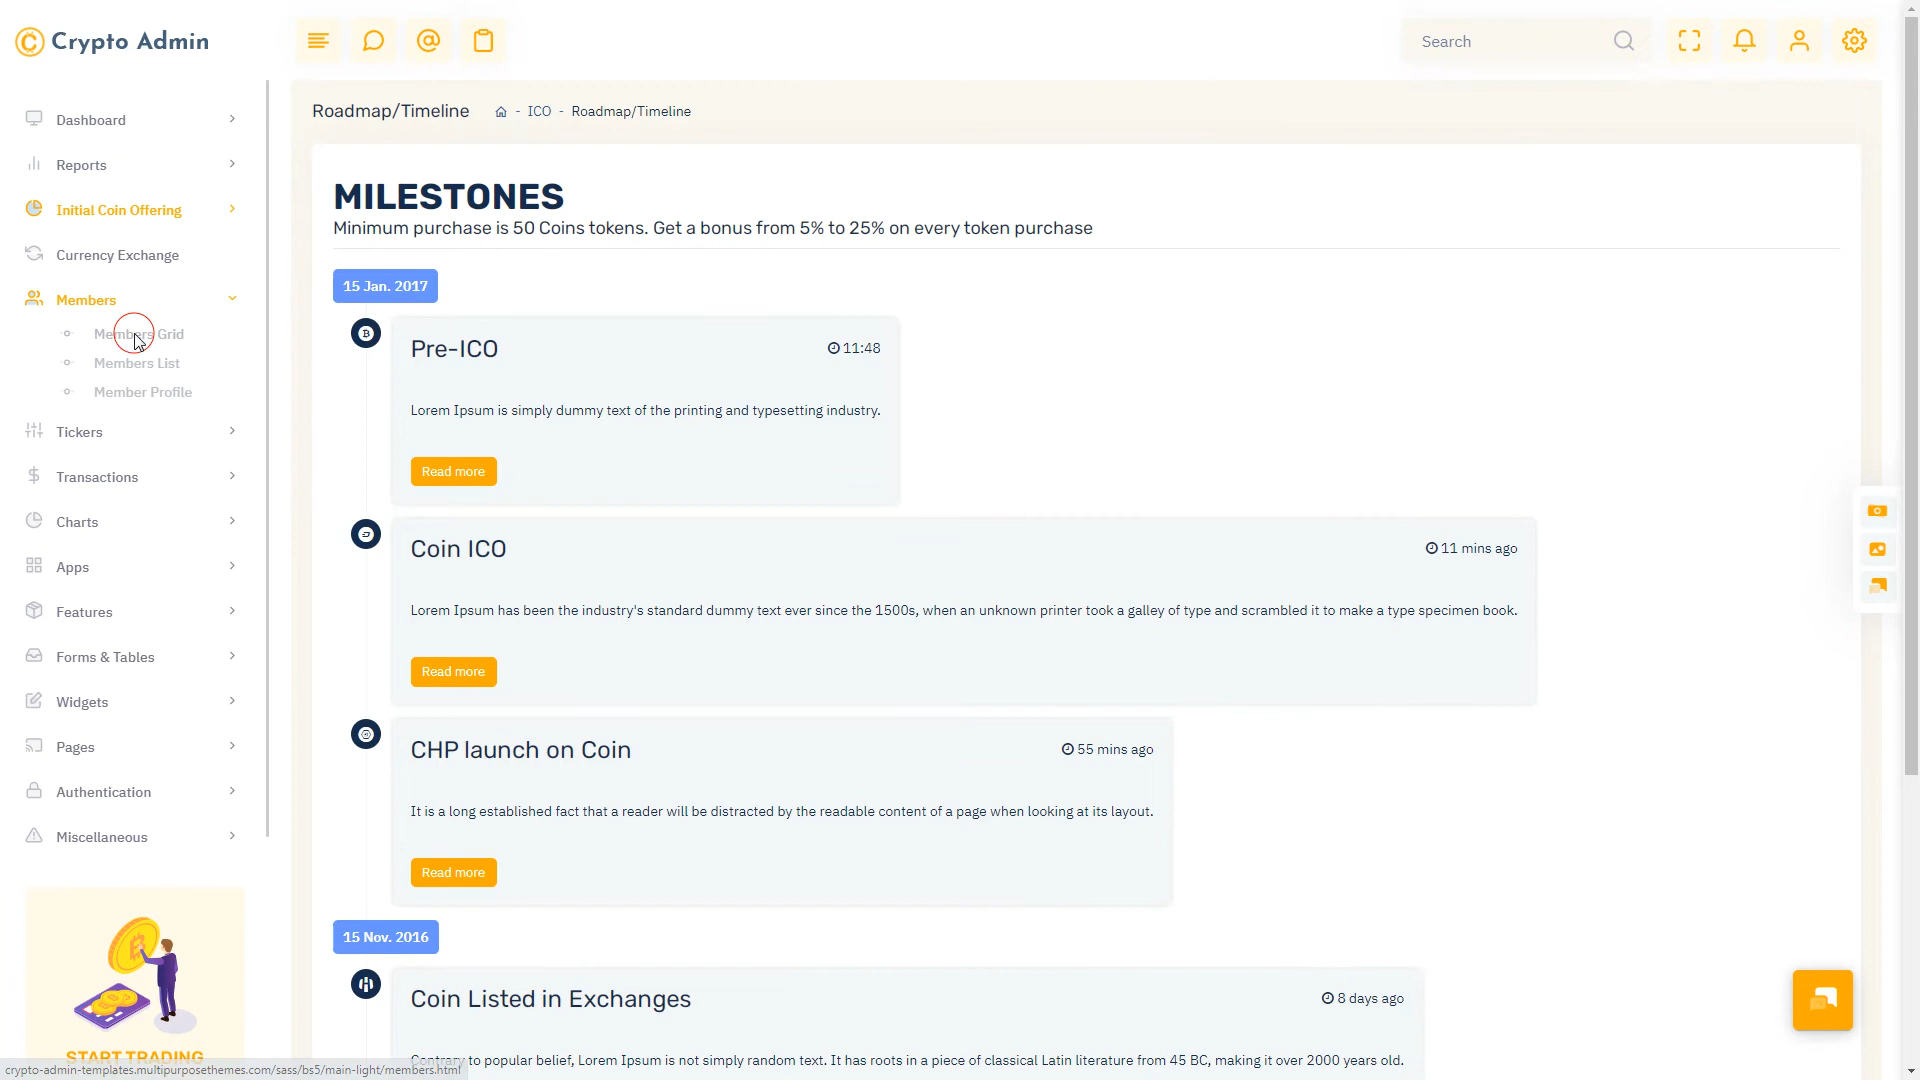 Crypto Admin
Search
Dashboard
Reports
Initial Coin Offering
Currency Exchange
Members
Members Grid
Members List
Member Profile
Tickers
Transactions
Charts
Apps
Features
Forms & Tables
Widgets
Pages
Authentication
Miscellaneous
START TRADING
Roadmap/Timeline
- ICO - Roadmap/Timeline
MILESTONES
Minimum purchase is 50 Coins tokens. Get a bonus from 5% to 25% on every token purchase
15 Jan. 2017
Pre-ICO
11:48
Lorem Ipsum is simply dummy text of the printing and typesetting industry.
Read more
Coin ICO
11 mins ago
Lorem Ipsum has been the industry's standard dummy text ever since the 1500s, when an unknown printer took a galley of type and scrambled it to make a type specimen book.
Read more
CHP launch on Coin
55 mins ago
It is a long established fact that a reader will be distracted by the readable content of a page when looking at its layout.
Read more
15 Nov. 2016
Coin Listed in Exchanges
8 days ago
Contrary to popular belief, Lorem Ipsum is not simply random text. It has roots in a piece of classical Latin literature from 45 BC, making it over 2000 years old.
crypto-admin-templates.multipurposethemes.com/sass/bs5/main-light/members.html